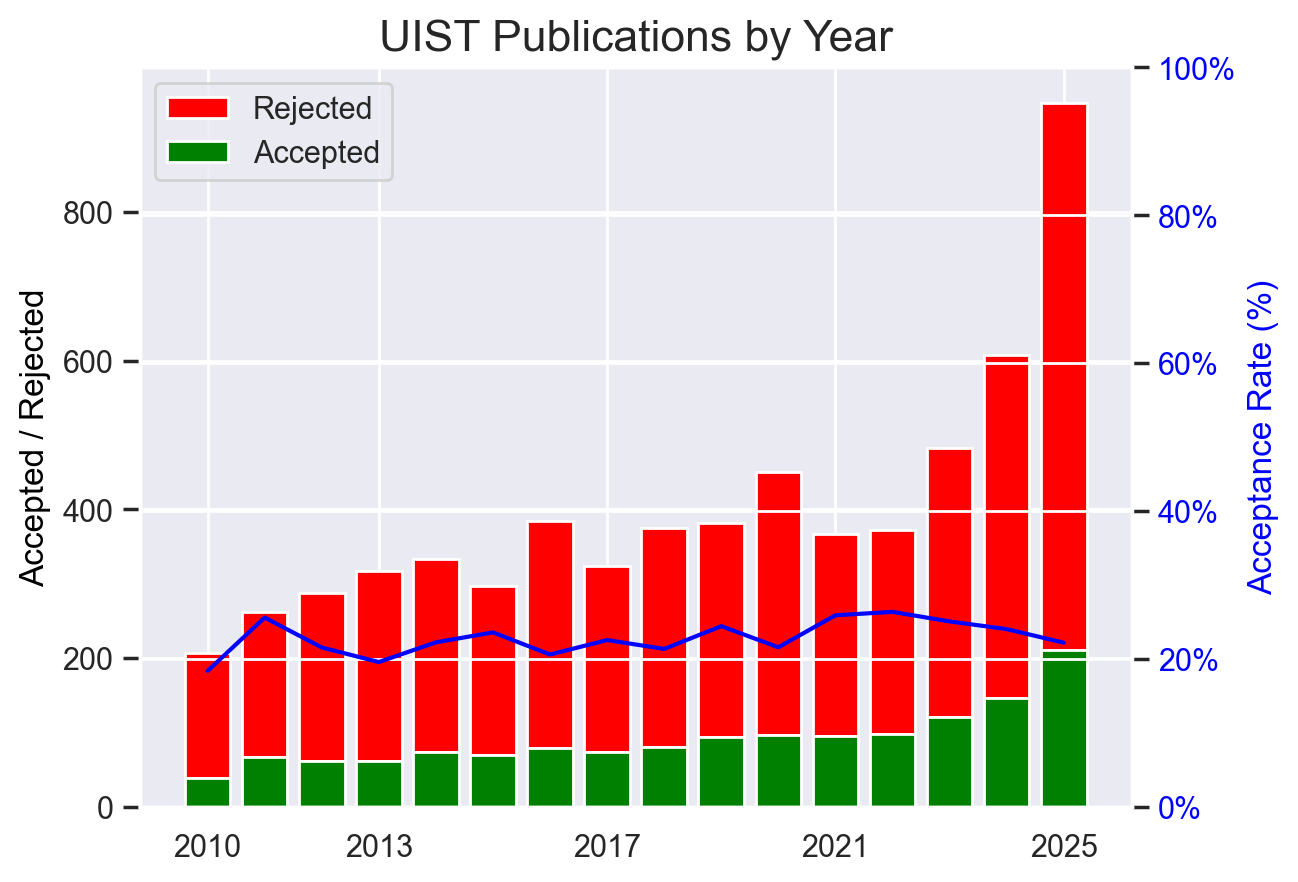 UIST Publications by Year
Rejected
Accepted
Accepted / Rejected
800
600
400
200
0
100%
80%
60%
40%
20%
0%
Acceptance Rate (%)
2010 2013 2017 2021 2025